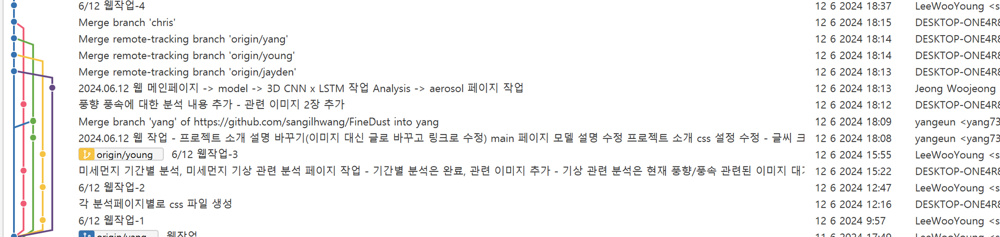 6/12 웹작업-4 12 6 2024 18:37 LeeWooYoung <s
Merge branch 'chris' 12 6 2024 18:15 DESKTOP-ONE4R8
Merge remote-tracking branch 'origin/yang' 12 6 2024 18:14 DESKTOP-ONE4R8
Merge remote-tracking branch 'origin/young' 12 6 2024 18:14 DESKTOP-ONE4R8
Merge remote-tracking branch 'origin/jayden' 12 6 2024 18:13 DESKTOP-ONE4R8
2024.06.12 웹 메인페이지 -> model -> 3D CNN x LSTM 작업 Analysis -> aerosol 페이지 작업 12 6 2024 18:13 Jeong Woojeong
풍향 풍속에 대한 분석 내용 추가 - 관련 이미지 2장 추가 12 6 2024 18:12 DESKTOP-ONE4R8
Merge branch 'yang' of https://github.com/sangilhwang/FineDust into yang 12 6 2024 18:09 yangeun <yang73
2024.06.12 웹 작업 - 프로젝트 소개 설명 바꾸기(이미지 대신 글로 바꾸고 링크로 수정) main 페이지 모델 설명 수정 프로젝트 소개 css 설정 수정 - 글씨 크 12 6 2024 18:08 yangeun <yang73
origin/young 6/12 웹작업-3 12 6 2024 15:55 LeeWooYoung <s
미세먼지 기간별 분석, 미세먼지 기상 관련 분석 페이지 작업 - 기간별 분석은 완료, 관련 이미지 추가 - 기상 관련 분석은 현재 풍향/풍속 관련된 이미지 대 12 6 2024 15:22 DESKTOP-ONE4R8
6/12 웹작업-2 12 6 2024 12:47 LeeWooYoung <s
각 분석페이지별로 css 파일 생성 12 6 2024 12:16 DESKTOP-ONE4R8
6/12 웹작업-1 12 6 2024 9:57 LeeWooYoung <s
origin/yang 웹작업 11 6 2024 17:49 LeeWooYoung <s